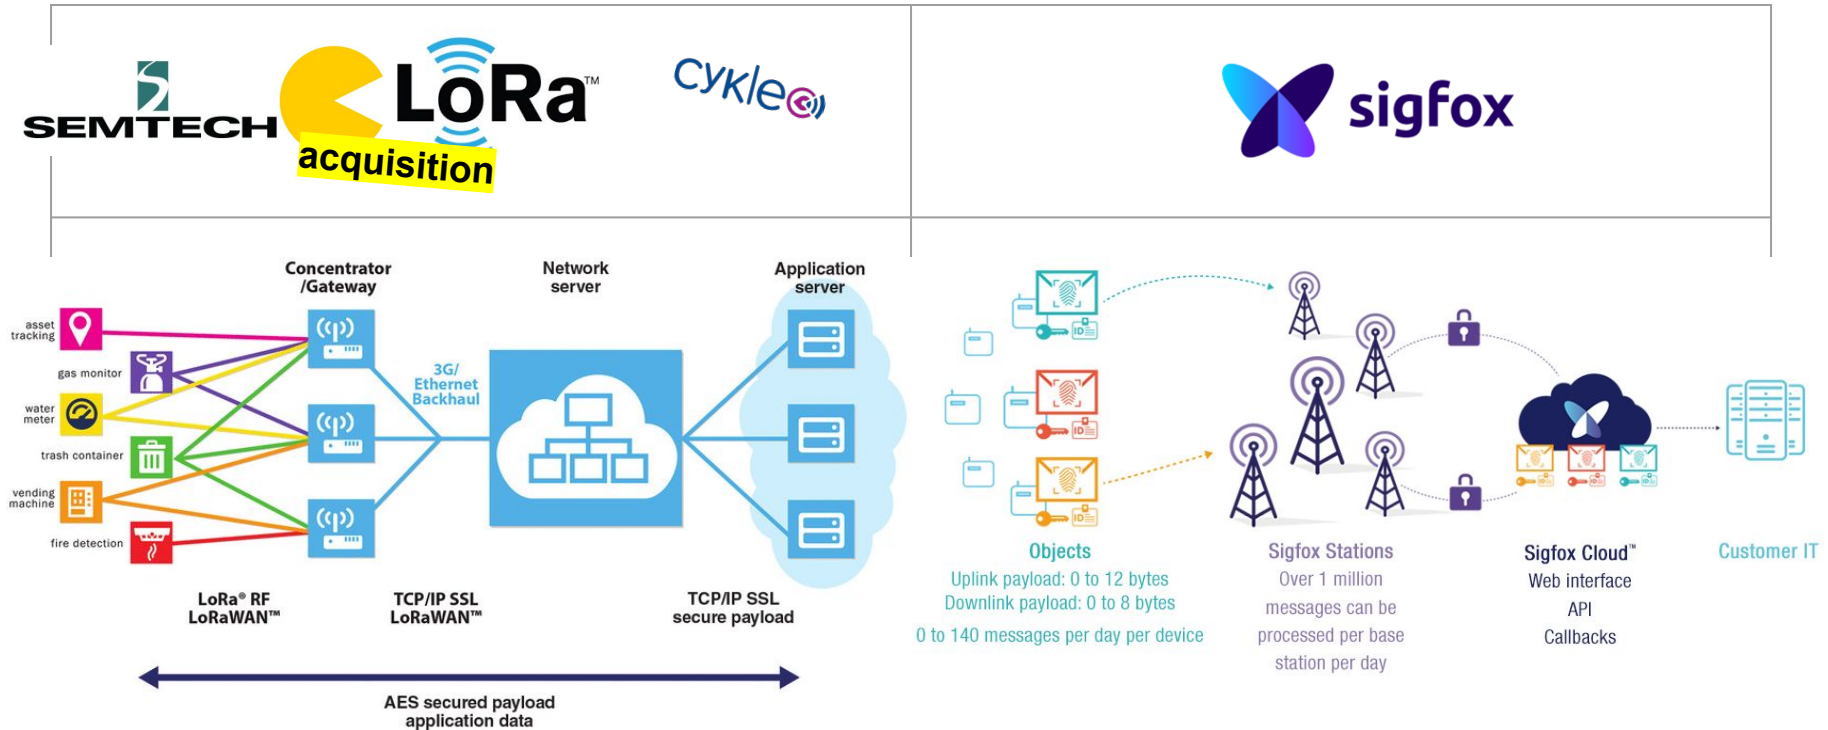 SEMTECH
LoRa™
acquisition
cykleo
sigfox
Concentrator
/Gateway
Network
server
Application
server
asset
tracking
gas monitor
water
meter
trash container
vending
machine
fire detection
3G/
Ethernet
Backhaul
LoRa® RF
LoRaWAN™
TCP/IP SSL
LoRaWAN™
TCP/IP SSL
secure payload
AES secured payload
application data
ID
ID
ID
Objects
Uplink payload: 0 to 12 bytes
Downlink payload: 0 to 8 bytes
0 to 140 messages per day per device
Sigfox Stations
Over 1 million
messages can be
processed per base
station per day
Sigfox Cloud™
Web interface
API
Callbacks
Customer IT